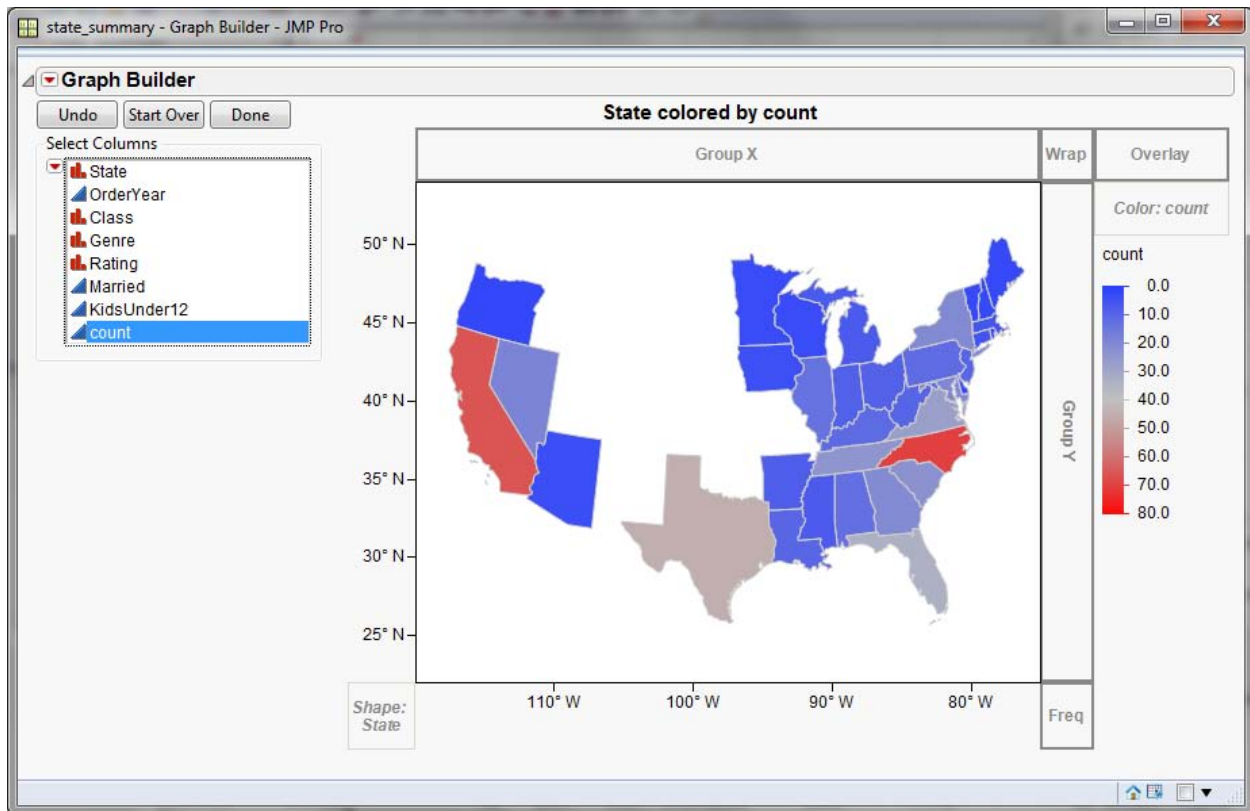 state_summary - Graph Builder - JMP Pro
Graph Builder
Undo Start Over Done
Select Columns
State
OrderYear
Class
Genre
Rating
Married
KidsUnder12
count
State colored by count
Group X
Wrap
Overlay
Color: count
count
0.0
10.0
20.0
30.0
40.0
50.0
60.0
70.0
80.0
50° N
45° N
40° N
35° N
30° N
25° N
Group Y
110° W 100° W 90° W 80° W
Shape:
State
Freq